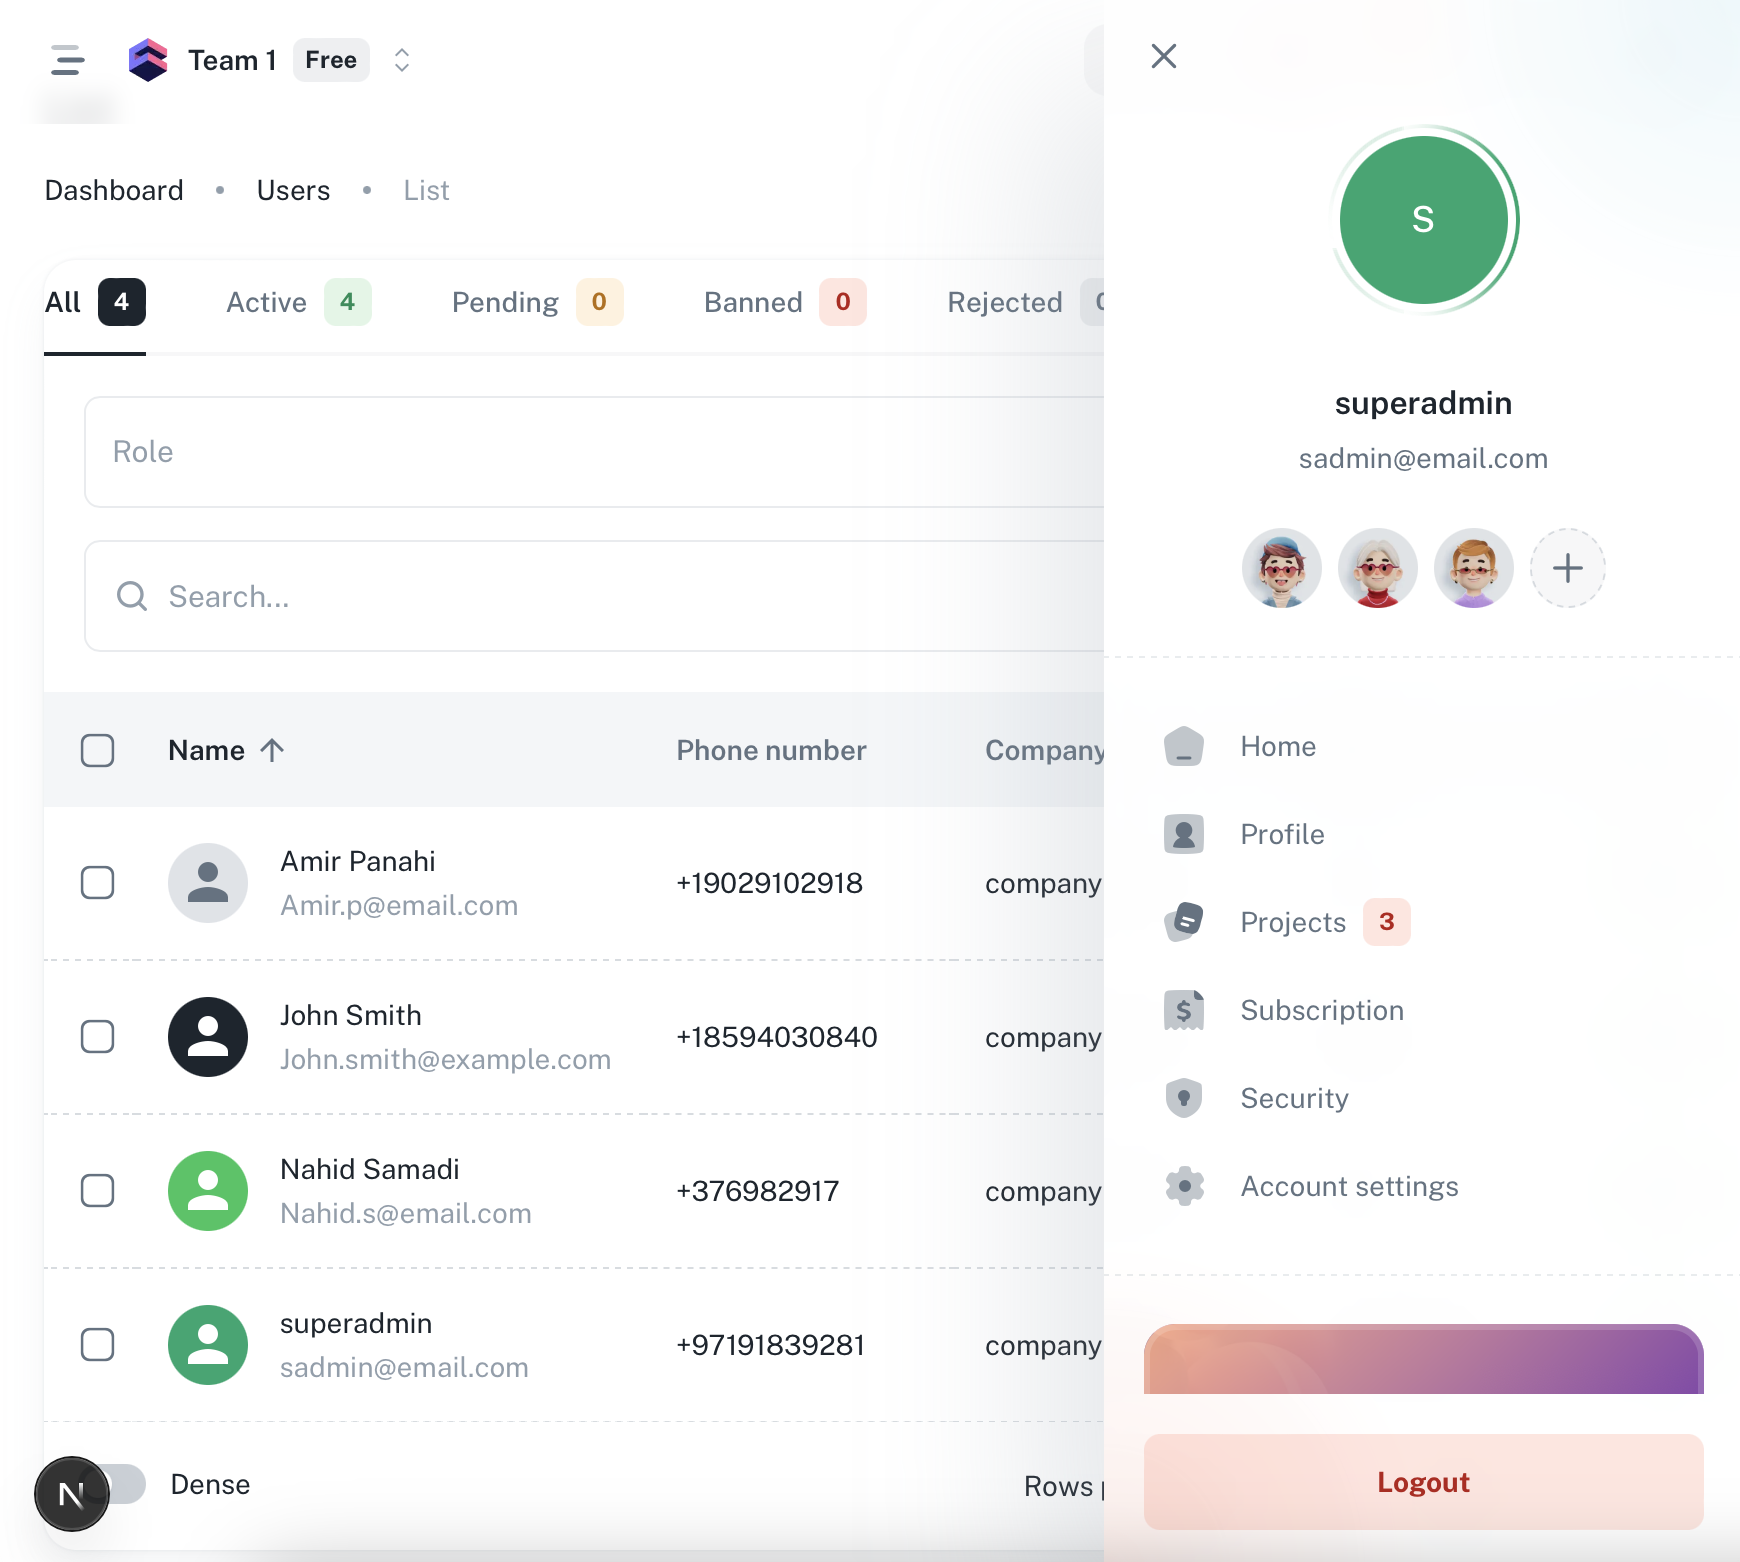 Team 1 Free
Dashboard • Users • List
All 4 Active 4 Pending 0 Banned 0 Rejected
Role
Search...
Name Phone number Company
Amir Panahi
Amir.p@email.com
+19029102918 company
John Smith
John.smith@example.com
+18594030840 company
Nahid Samadi
Nahid.s@email.com
+376982917 company
superadmin
sadmin@email.com
+97191839281 company
N
Dense
Rows
S
superadmin
sadmin@email.com
Home
Profile
Projects 3
Subscription
Security
Account settings
Logout